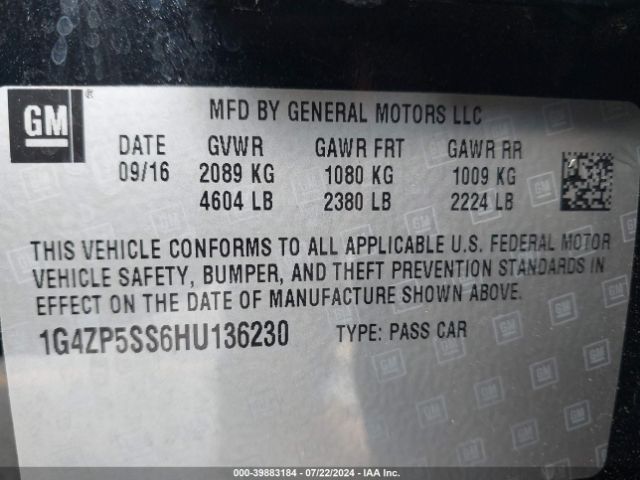 GM ® MFD BY GENERAL MOTORS LLC
DATE GVWR GAWR FRT GAWR RR
09/16 2089 KG 1080 KG 1009 KG
4604 LB 2380 LB 2224 LB
THIS VEHICLE CONFORMS TO ALL APPLICABLE U.S. FEDERAL MOTOR
VEHICLE SAFETY, BUMPER, AND THEFT PREVENTION STANDARDS IN
EFFECT ON THE DATE OF MANUFACTURE SHOWN ABOVE.
1G4ZP5SS6HU136230 TYPE: PASS CAR
000-39883184 - 07/22/2024 - IAA Inc.